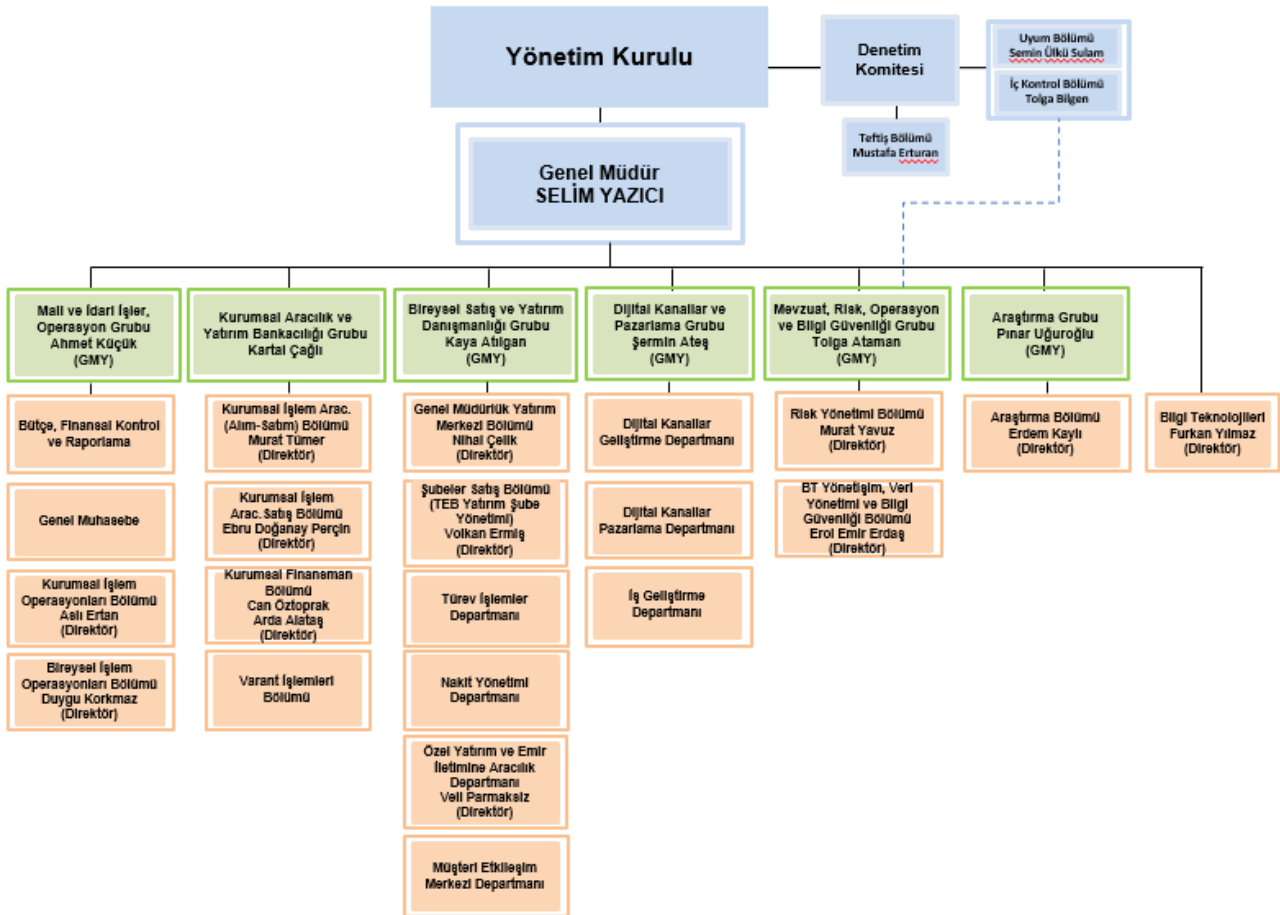 Yönetim Kurulu
Denetim
Komitesi
Uyum Bölümü
Semin Ülkü Sulam
İç Kontrol Bölümü
Tolga Bilgen
Teftiş Bölümü
Mustafa Erturan
Genel Müdür
SELİM YAZICI
Mali ve İdari İşler,
Operasyon Grubu
Ahmet Küçük
(GMY)
Kurumsal Aracılık ve
Yatırım Bankacılığı Grubu
Kartal Çağlı
Bireysel Satış ve Yatırım
Danışmanlığı Grubu
Kaya Atılgan
(GMY)
Dijital Kanallar ve
Pazarlama Grubu
Şermin Ateş
(GMY)
Mevzuat, Risk, Operasyon
ve Bilgi Güvenliği Grubu
Tolga Ataman
(GMY)
Araştırma Grubu
Pınar Uğuroğlu
(GMY)
Bütçe, Finansal Kontrol
ve Raporlama
Genel Muhasebe
Kurumsal İşlem
Operasyonları Bölümü
Aslı Ertan
(Direktör)
Bireysel İşlem
Operasyonları Bölümü
Duygu Korkmaz
(Direktör)
Kurumsal İşlem Arac.
(Alım-Satım) Bölümü
Murat Tümer
(Direktör)
Kurumsal İşlem
Arac.Satış Bölümü
Ebru Doğanay Perçin
(Direktör)
Kurumsal Finansman
Bölümü
Can Öztoprak
Arda Alataş
(Direktör)
Varant İşlemleri
Bölümü
Genel Müdürlük Yatırım
Merkezi Bölümü
Nihal Çelik
(Direktör)
Şubeler Satış Bölümü
(TEB Yatırım Şube
Yönetimi)
Volkan Ermiş
(Direktör)
Türev İşlemler
Departmanı
Nakit Yönetimi
Departmanı
Özel Yatırım ve Emir
İletimine Aracılık
Departmanı
Veli Parmaksız
(Direktör)
Müşteri Etkileşim
Merkezi Departmanı
Dijital Kanallar
Geliştirme Departmanı
Dijital Kanallar
Pazarlama Departmanı
İş Geliştirme
Departmanı
Risk Yönetimi Bölümü
Murat Yavuz
(Direktör)
BT Yönetişim, Veri
Yönetimi ve Bilgi
Güvenliği Bölümü
Erol Emir Erdaş
(Direktör)
Araştırma Bölümü
Erdem Kaylı
(Direktör)
Bilgi Teknolojileri
Furkan Yılmaz
(Direktör)